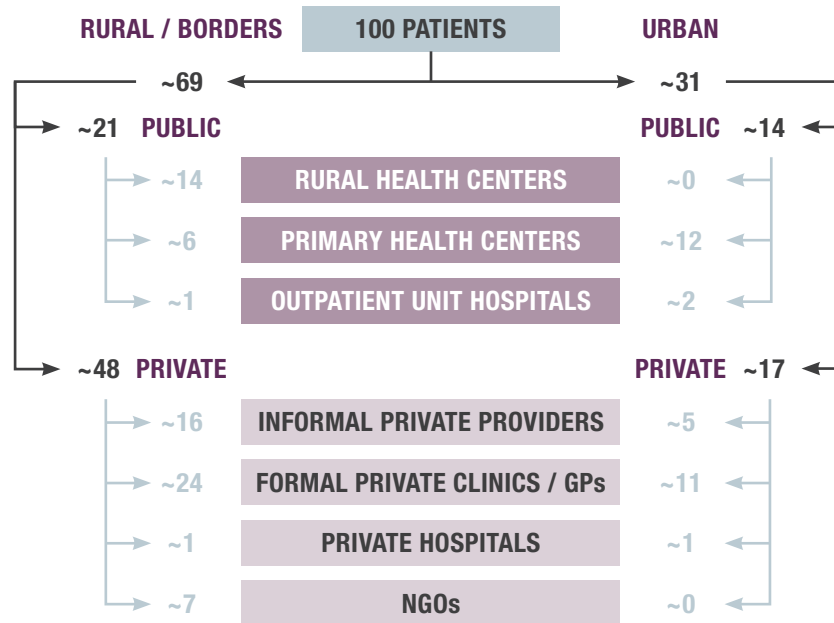 RURAL / BORDERS 100 PATIENTS URBAN
~69 ~31
~21 PUBLIC PUBLIC ~14
~14 RURAL HEALTH CENTERS ~0
~6 PRIMARY HEALTH CENTERS ~12
~1 OUTPATIENT UNIT HOSPITALS ~2
~48 PRIVATE PRIVATE ~17
~16 INFORMAL PRIVATE PROVIDERS ~5
~24 FORMAL PRIVATE CLINICS / GPs ~11
~1 PRIVATE HOSPITALS ~1
~7 NGOs ~0